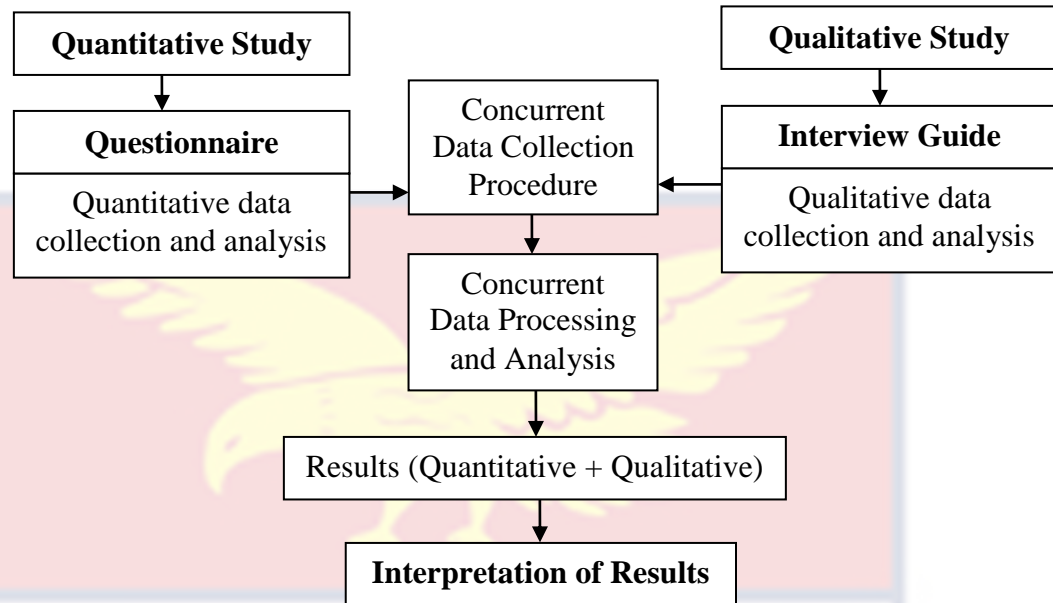 Quantitative Study
Qualitative Study
Questionnaire
Quantitative data
collection and analysis
Concurrent
Data Collection
Procedure
Interview Guide
Qualitative data
collection and analysis
Concurrent
Data Processing
and Analysis
Results (Quantitative + Qualitative)
Interpretation of Results